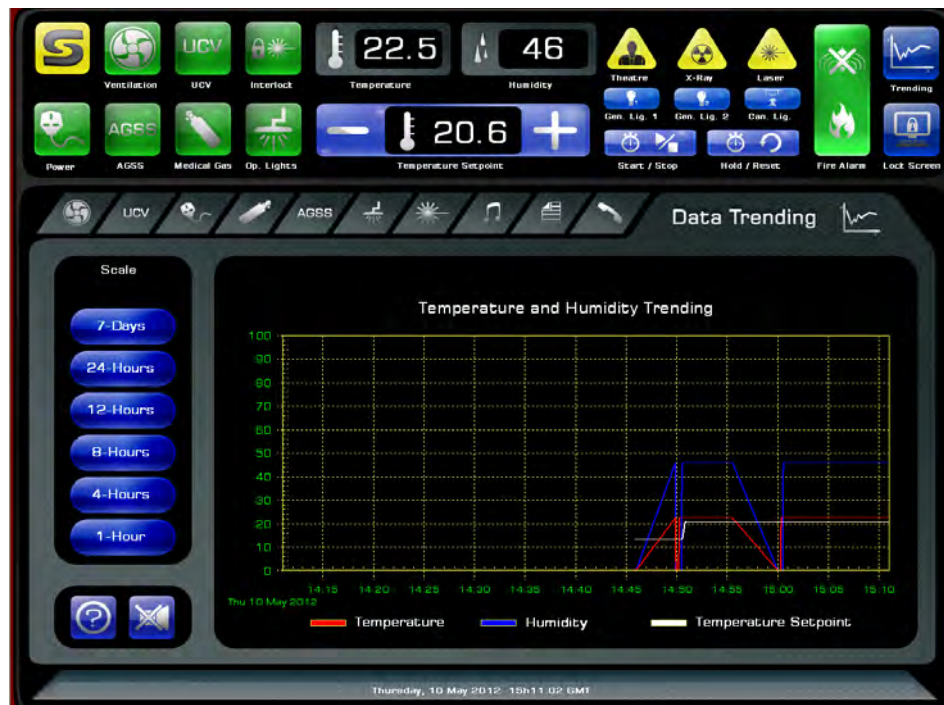 S
UCV
22.5
46
Ventilation
UCV
Interlock
Temperature
Humidity
Theatre
X-Ray
Laser
Trending
Gen. Lig. 1
Gen. Lig. 2
Can. Lig.
AGSS
20.6
Power
AGSS
Medical Gas
Op. Lights
Temperature Setpoint
Start / Stop
Hold / Reset
Fire Alarm
Lock Screen
UCV
AGSS
Data Trending
Scale
7-Days
24-Hours
12-Hours
8-Hours
4-Hours
1-Hour
Temperature and Humidity Trending
100
90
80
70
60
50
40
30
20
10
0
14:15 14:20 14:25 14:30 14:35 14:40 14:45 14:50 14:55 15:00 15:05 15:10
Thu 10 May 2012
Temperature Humidity Temperature Setpoint
Thursday, 10 May 2012 15h11:02 GMT